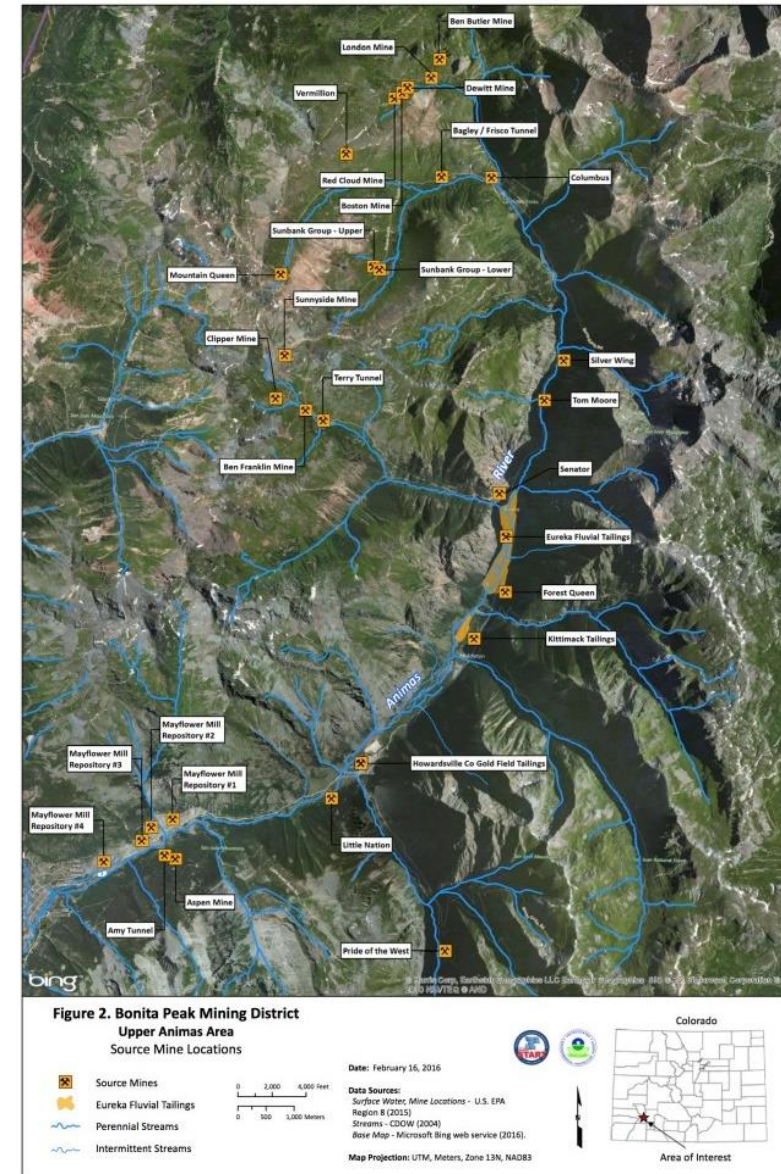 Ben Butler Mine
London Mine
Dewitt Mine
Vermillion
Bagley / Frisco Tunnel
Red Cloud Mine
Columbus
Boston Mine
Sunbank Group - Upper
Mountain Queen
Sunbank Group - Lower
Sunnyside Mine
Clipper Mine
Silver Wing
Terry Tunnel
Tom Moore
Ben Franklin Mine
River
Senator
Eureka Fluvial Tailings
Forest Queen
Kittimack Tailings
Animas
Mayflower Mill
Repository #2
Mayflower Mill
Repository #3
Mayflower Mill
Repository #1
Howardsville Co Gold Field Tailings
Mayflower Mill
Repository #4
Little Nation
Aspen Mine
Amy Tunnel
Pride of the West
bing
Figure 2. Bonita Peak Mining District
Upper Animas Area
Source Mine Locations
Source Mines
Eureka Fluvial Tailings
Perennial Streams
Intermittent Streams
0 2,000 4,000 Feet
0 500 1,000 Meters
Date: February 16, 2016
Data Sources:
Surface Water, Mine Locations - U.S. EPA
Region 8 (2015)
Streams - CDOW (2004)
Base Map - Microsoft Bing web service (2016).
Map Projection: UTM, Meters, Zone 13N, NAD83
START
Colorado
Area of Interest